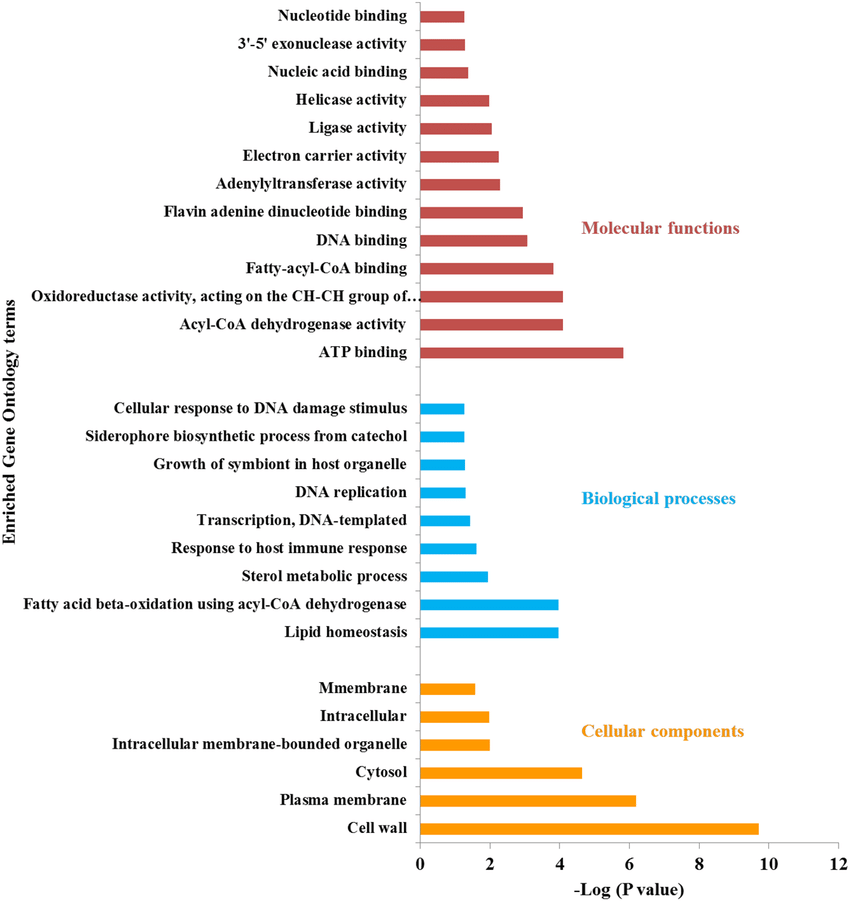 Enriched Gene Ontology terms
Nucleotide binding
3'-5' exonuclease activity
Nucleic acid binding
Helicase activity
Ligase activity
Electron carrier activity
Adenylyltransferase activity
Flavin adenine dinucleotide binding
DNA binding
Fatty-acyl-CoA binding
Oxidoreductase activity, acting on the CH-CH group of…
Acyl-CoA dehydrogenase activity
ATP binding
Molecular functions
Cellular response to DNA damage stimulus
Siderophore biosynthetic process from catechol
Growth of symbiont in host organelle
DNA replication
Transcription, DNA-templated
Response to host immune response
Sterol metabolic process
Fatty acid beta-oxidation using acyl-CoA dehydrogenase
Lipid homeostasis
Biological processes
Mmembrane
Intracellular
Intracellular membrane-bounded organelle
Cytosol
Plasma membrane
Cell wall
Cellular components
0 2 4 6 8 10 12
-Log (P value)